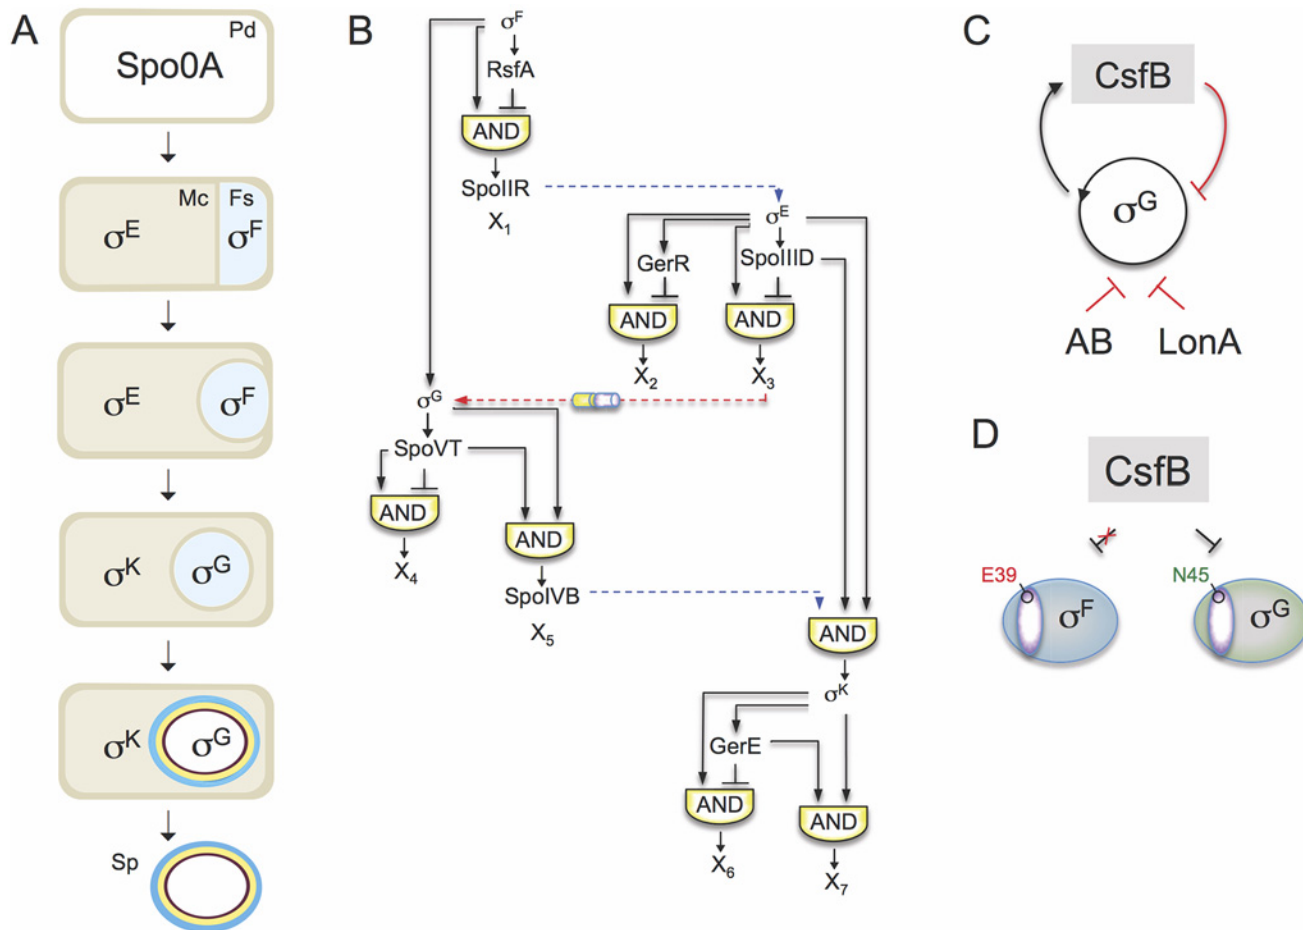 A
Pd
Spo0A
Mc Fs
σE σF
σE σF
σK σG
σK σG
Sp
B
σF
RsfA
AND
SpoIIR
X1
σE
GerR SpoIIID
AND AND
X2 X3
σG
SpoVT
AND
AND
X4
SpoIVB
X5
AND
σK
GerE
AND AND
X6 X7
C
CsfB
σG
AB LonA
D
CsfB
E39 N45
σF σG